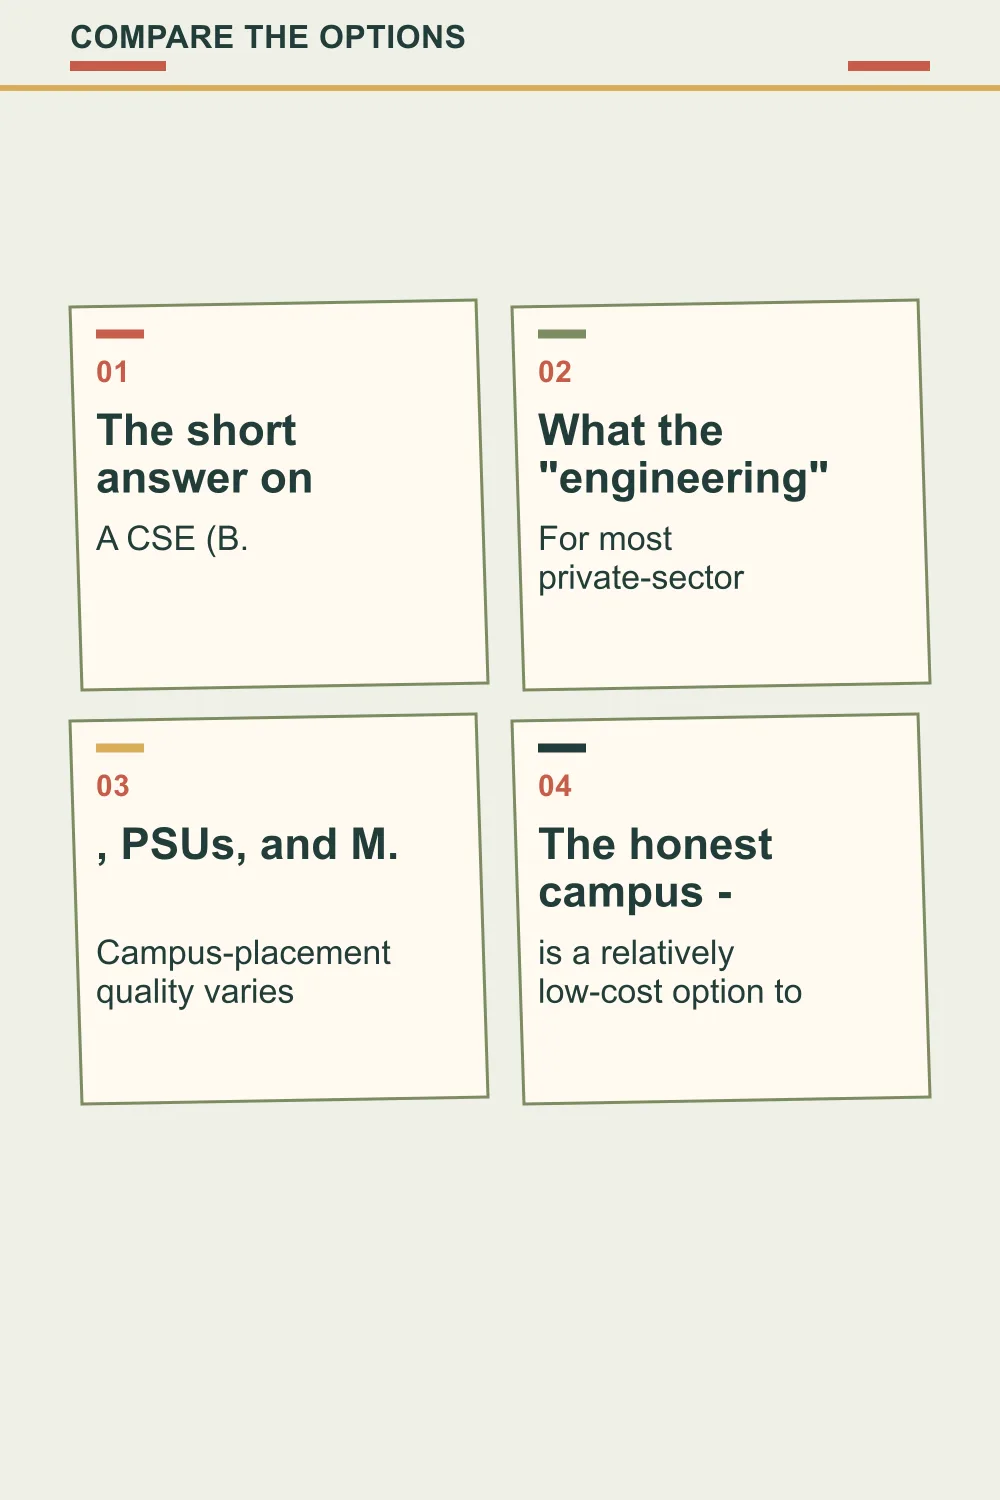 COMPARE THE OPTIONS
01
The short
answer on
A CSE (B.
02
What the
"engineering"
For most
private-sector
03
, PSUs, and M.
Campus-placement
quality varies
04
The honest
campus -
is a relatively
low-cost option to